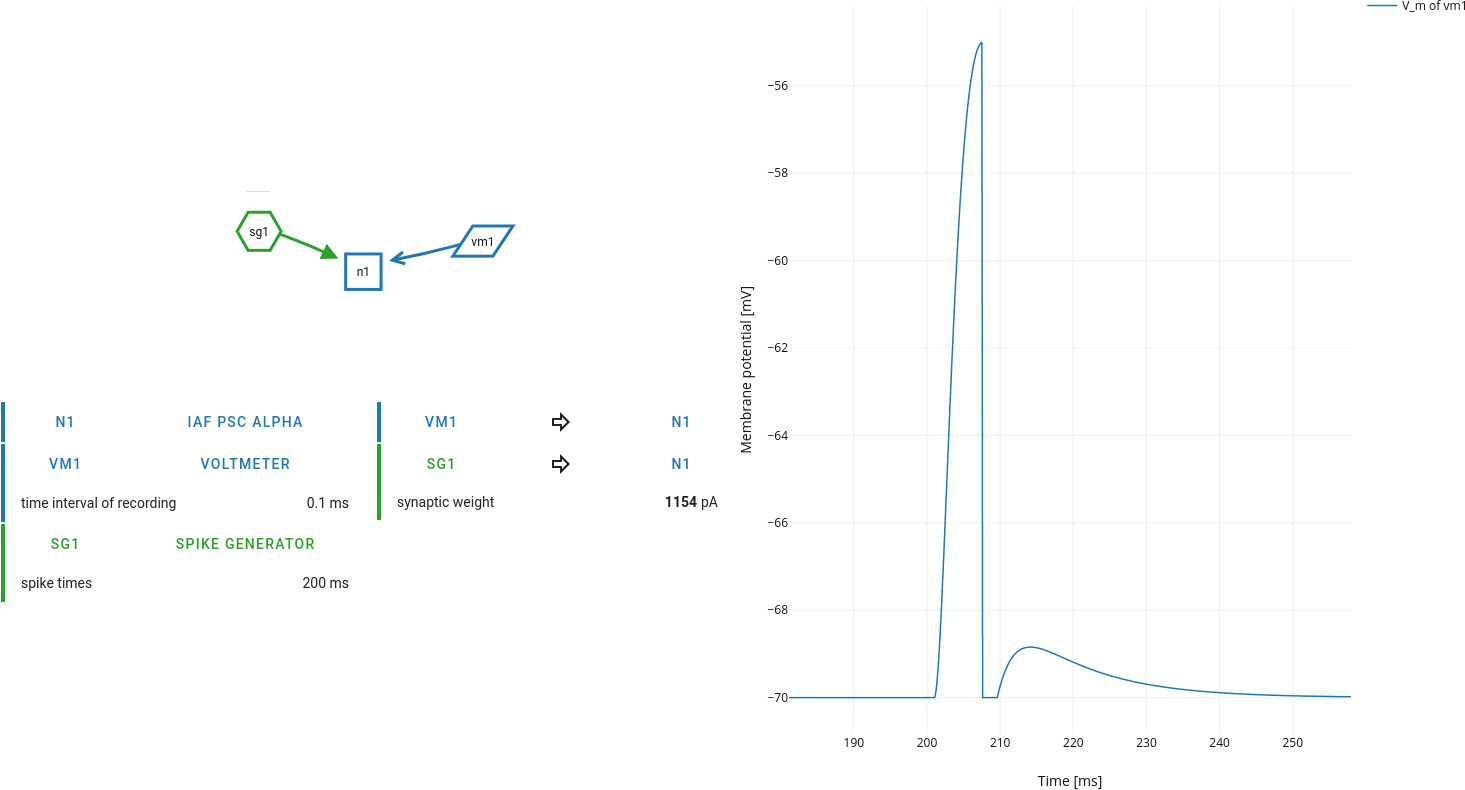 sg1
n1
vm1
N1 IAF PSC ALPHA
VM1 VOLTMETER
time interval of recording 0.1 ms
SG1 SPIKE GENERATOR
spike times 200 ms
VM1 N1
SG1 N1
synaptic weight 1154 pA
V_m of vm1
−56
−58
−60
−62
−64
−66
−68
−70
Membrane potential [mV]
190 200 210 220 230 240 250
Time [ms]